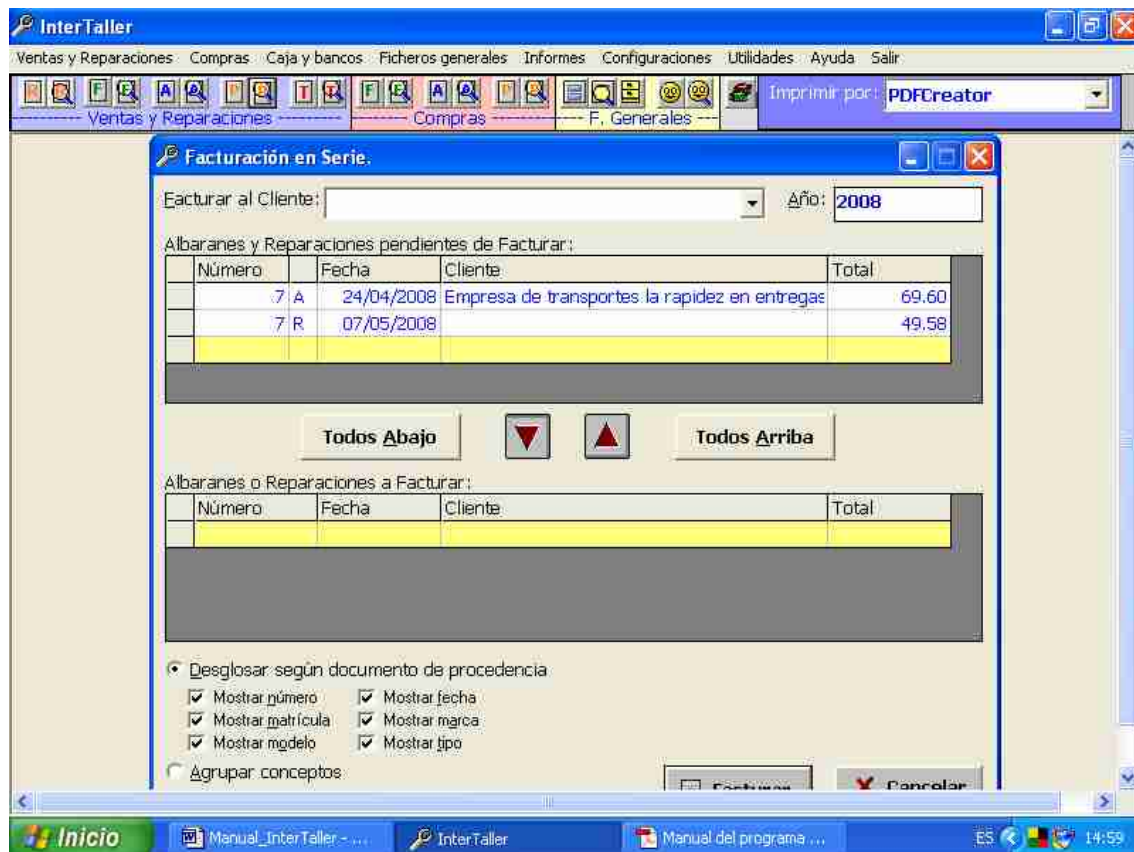 InterTaller
Ventas y Reparaciones Compras Caja y bancos Ficheros generales Informes Configuraciones Utilidades Ayuda Salir
Imprimir por: PDFCreator
Ventas y Reparaciones Compras F. Generales
Facturación en Serie.
Facturar al Cliente: Año: 2008
Albaranes y Reparaciones pendientes de Facturar:
Número Fecha Cliente Total
7 A 24/04/2008 Empresa de transportes la rapidez en entregas 69.60
7 R 07/05/2008 49.58
Todos Abajo Todos Arriba
Albaranes o Reparaciones a Facturar:
Número Fecha Cliente Total
Desglosar según documento de procedencia
Mostrar número Mostrar fecha
Mostrar matrícula Mostrar marca
Mostrar modelo Mostrar tipo
Agrupar conceptos
Facturar Cancelar
Inicio Manual_InterTaller - ... InterTaller Manual del programa ... ES 14:59